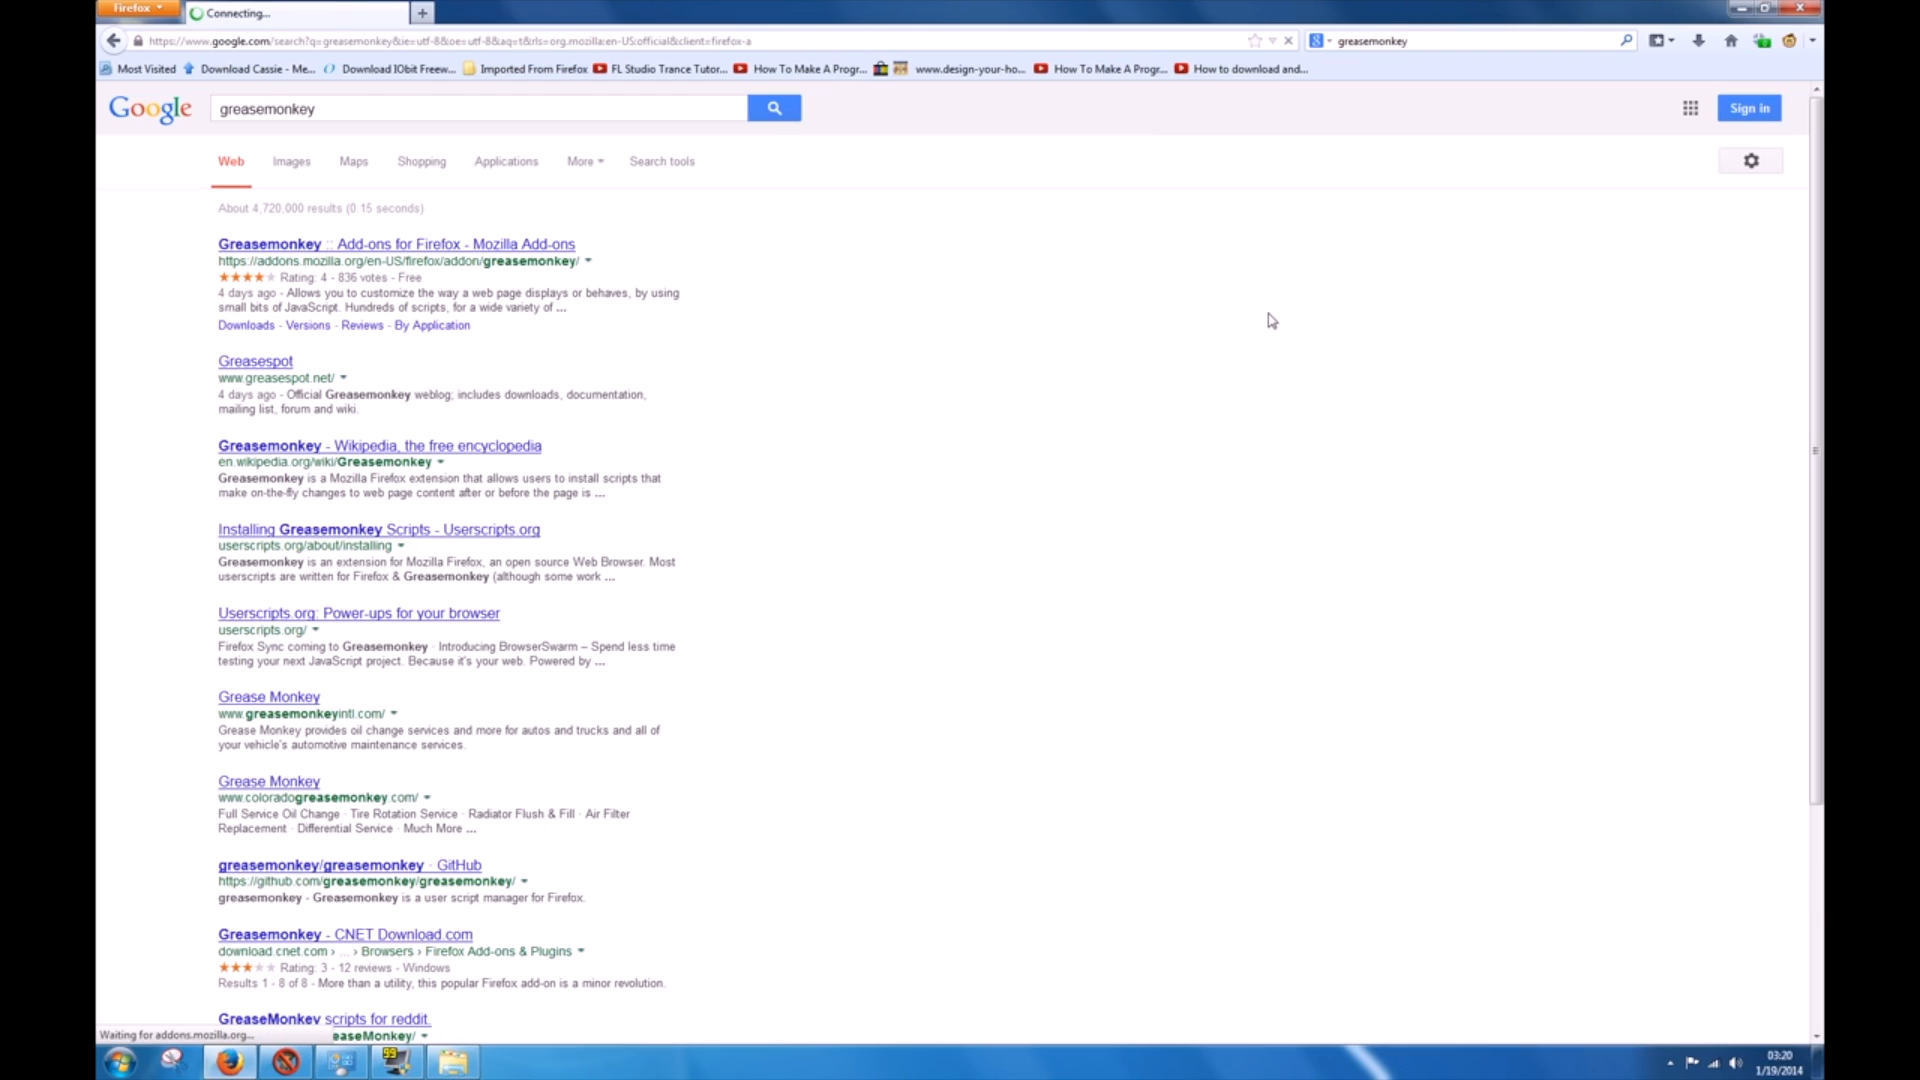 Firefox
Connecting...
https://www.google.com/search?q=greasemonkey&ie=utf-8&oe=utf-8&aq=t&rls=org.mozilla:en-US:official&client=firefox-a
greasemonkey
Most Visited
Download Cassie - Me...
Download IObit Freew...
Imported From Firefox
FL Studio Trance Tutor...
How To Make A Progr...
www.design-your-ho...
How To Make A Progr...
How to download and...
Google
greasemonkey
Sign in
Web Images Maps Shopping Applications More Search tools
About 4,720,000 results (0.15 seconds)
Greasemonkey :: Add-ons for Firefox - Mozilla Add-ons
https://addons.mozilla.org/en-US/firefox/addon/greasemonkey/
Rating: 4 - 836 votes - Free
4 days ago - Allows you to customize the way a web page displays or behaves, by using
small bits of JavaScript. Hundreds of scripts, for a wide variety of ...
Downloads - Versions - Reviews - By Application
Greasespot
www.greasespot.net/
4 days ago - Official Greasemonkey weblog; includes downloads, documentation,
mailing list, forum and wiki.
Greasemonkey - Wikipedia, the free encyclopedia
en.wikipedia.org/wiki/Greasemonkey
Greasemonkey is a Mozilla Firefox extension that allows users to install scripts that
make on-the-fly changes to web page content after or before the page is ...
Installing Greasemonkey Scripts - Userscripts.org
userscripts.org/about/installing
Greasemonkey is an extension for Mozilla Firefox, an open source Web Browser. Most
userscripts are written for Firefox & Greasemonkey (although some work ...
Userscripts.org: Power-ups for your browser
userscripts.org/
Firefox Sync coming to Greasemonkey · Introducing BrowserSwarm – Spend less time
testing your next JavaScript project. Because it's your web. Powered by ...
Grease Monkey
www.greasemonkeyintl.com/
Grease Monkey provides oil change services and more for autos and trucks and all of
your vehicle's automotive maintenance services.
Grease Monkey
www.coloradogreasemonkey.com/
Full Service Oil Change · Tire Rotation Service · Radiator Flush & Fill · Air Filter
Replacement · Differential Service · Much More ...
greasemonkey/greasemonkey · GitHub
https://github.com/greasemonkey/greasemonkey/
greasemonkey - Greasemonkey is a user script manager for Firefox.
Greasemonkey - CNET Download.com
download.cnet.com › ... › Browsers › Firefox Add-ons & Plugins
Rating: 3 - 12 reviews - Windows
Results 1 - 8 of 8 - More than a utility, this popular Firefox add-on is a minor revolution.
GreaseMonkey scripts for reddit.
easeMonkey/
Waiting for addons.mozilla.org...
99
03:20
1/19/2014